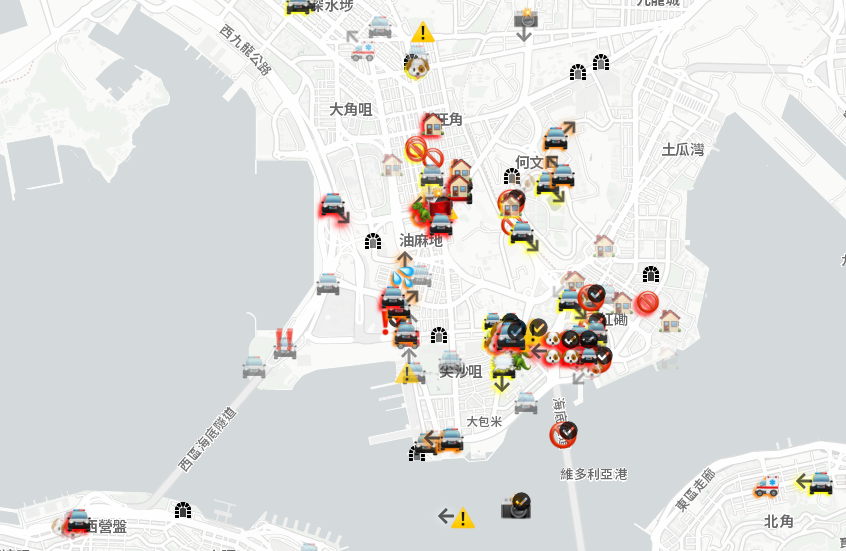 深水埗
九龍城
西九龍公路
大角咀
旺角
土瓜灣
何文
油麻地
紅磡
尖沙咀
大包米
海底
西區海底隧道
維多利亞港
東區走廊
北角
西營盤